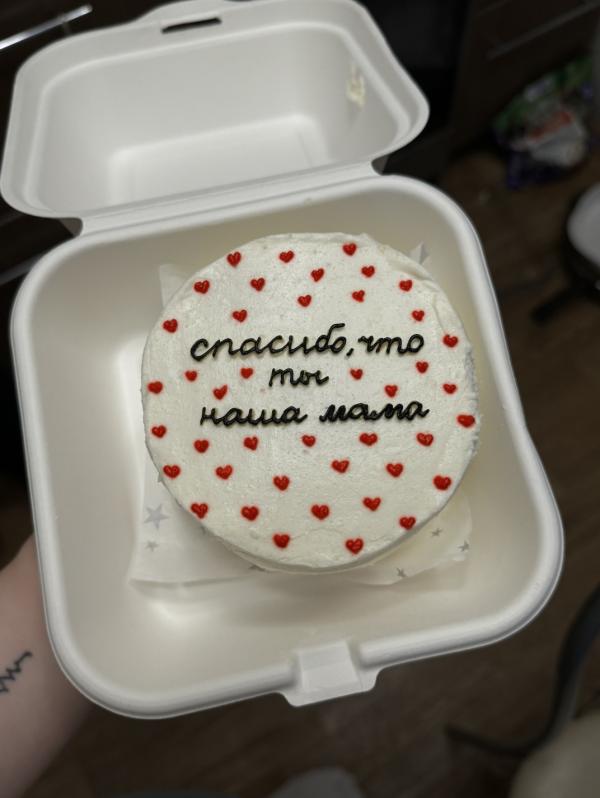 спасибо, что
ты
наша мама